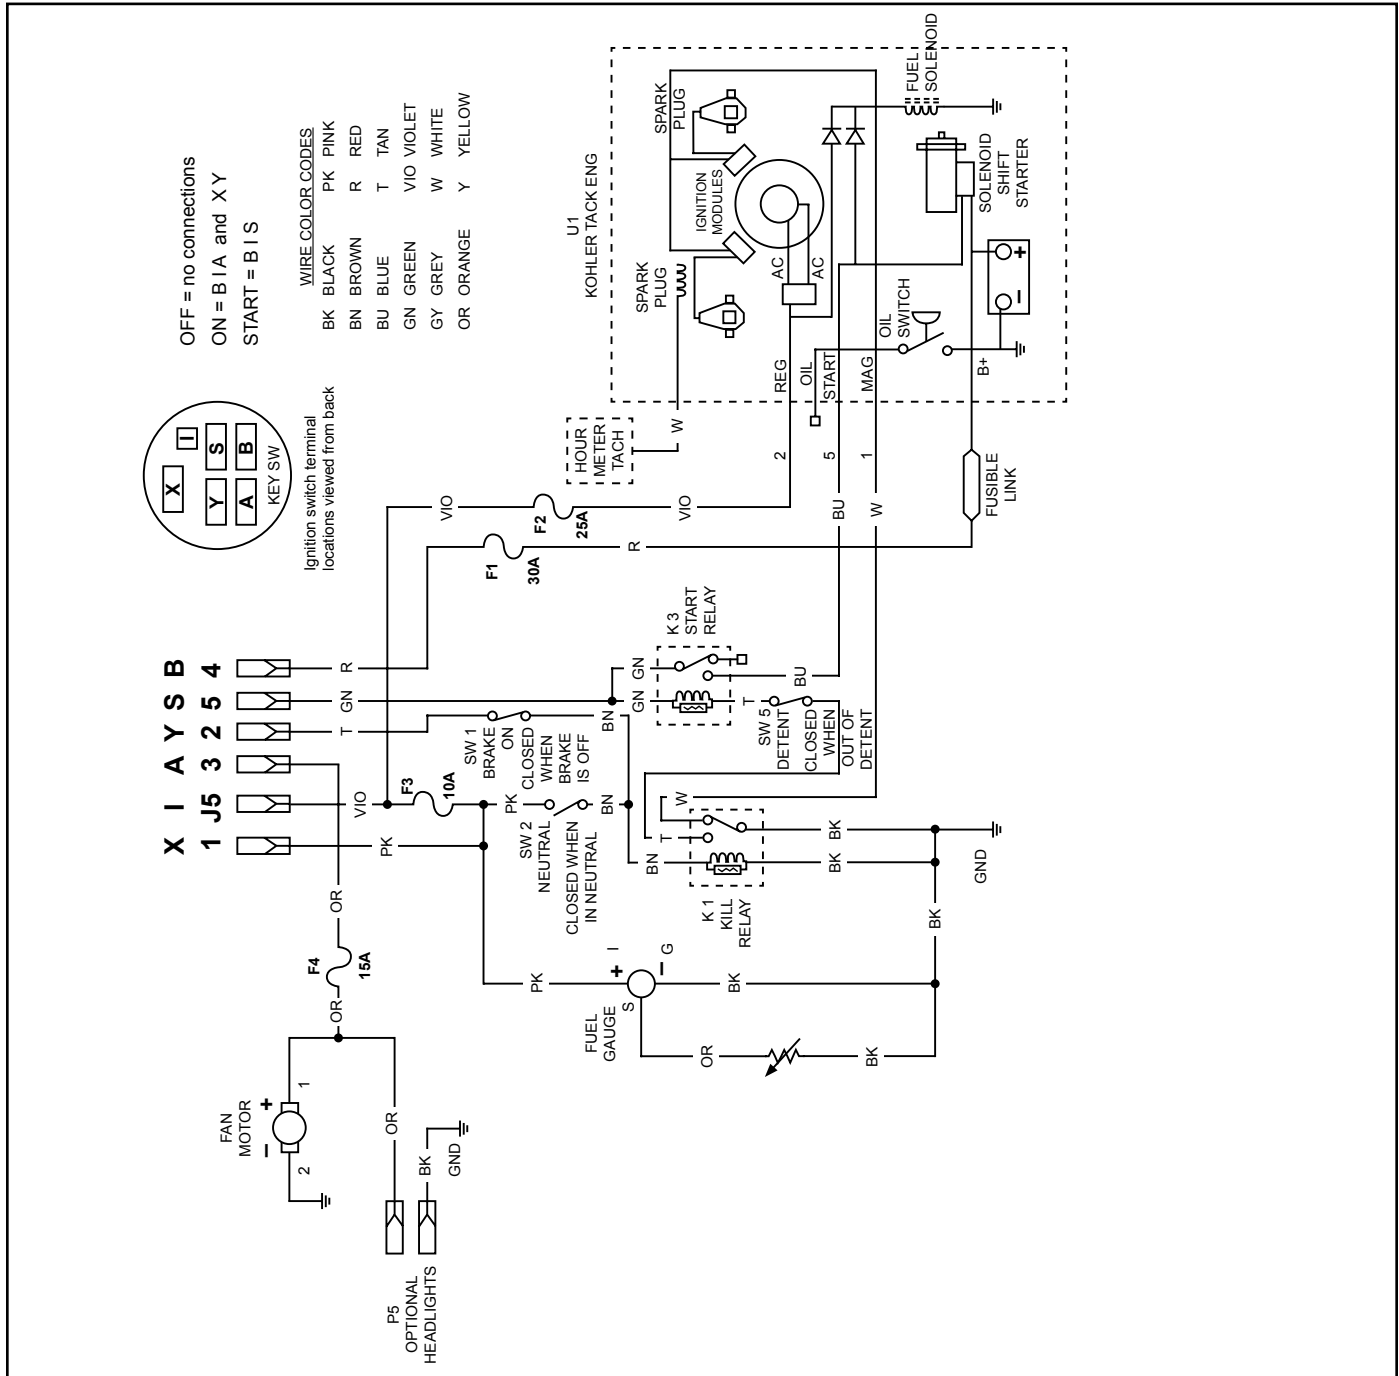 OFF = no connections
ON = B I A and X Y
START = B I S
WIRE COLOR CODES
BK BLACK PK PINK
BN BROWN R RED
BU BLUE T TAN
GN GREEN VIO VIOLET
GY GREY W WHITE
OR ORANGE Y YELLOW
X
I
Y
S
A
B
KEY SW
Ignition switch terminal
locations viewed from back
X I A Y S B
1 J5 3 2 5 4
U1
KOHLER TACK ENG
SPARK
PLUG
SPARK
PLUG
IGNITION
MODULES
AC
AC
FUEL
SOLENOID
SOLENOID
SHIFT
STARTER
OIL
SWITCH
+
–
REG
OIL
START
MAG
B+
HOUR
METER
TACH
W
2
5
1
VIO
F2
25A
VIO
BU
W
FUSIBLE
LINK
F1
30A
R
R
GN
T
VIO
PK
K 3
START
RELAY
GN
GN
BU
T
SW 5
DETENT
CLOSED
WHEN
OUT OF
DETENT
SW 1
BRAKE
ON
CLOSED
WHEN
BRAKE
IS OFF
BN
F3
10A
PK
SW 2
NEUTRAL
CLOSED WHEN
IN NEUTRAL
BN
W
T
BN
K 1
KILL
RELAY
BK
BK
GND
BK
OR
F4
15A
OR
PK
+
I
–
G
S
FUEL
GAUGE
BK
OR
BK
FAN
MOTOR
–
+
1
2
OR
BK
GND
P5
OPTIONAL
HEADLIGHTS